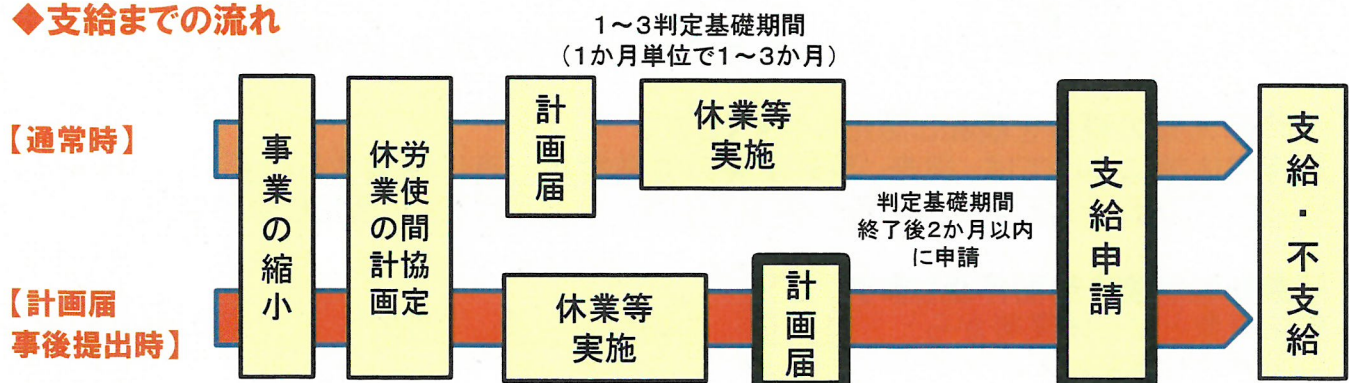 ◆支給までの流れ
1～3判定基礎期間
（1か月単位で1～3か月）
【通常時】
事業の縮小
労使間協定
休業の計画
計画届
休業等
実施
判定基礎期間
終了後2か月以内
に申請
支給申請
支給・不支給
【計画届
事後提出時】
休業等
実施
計画届